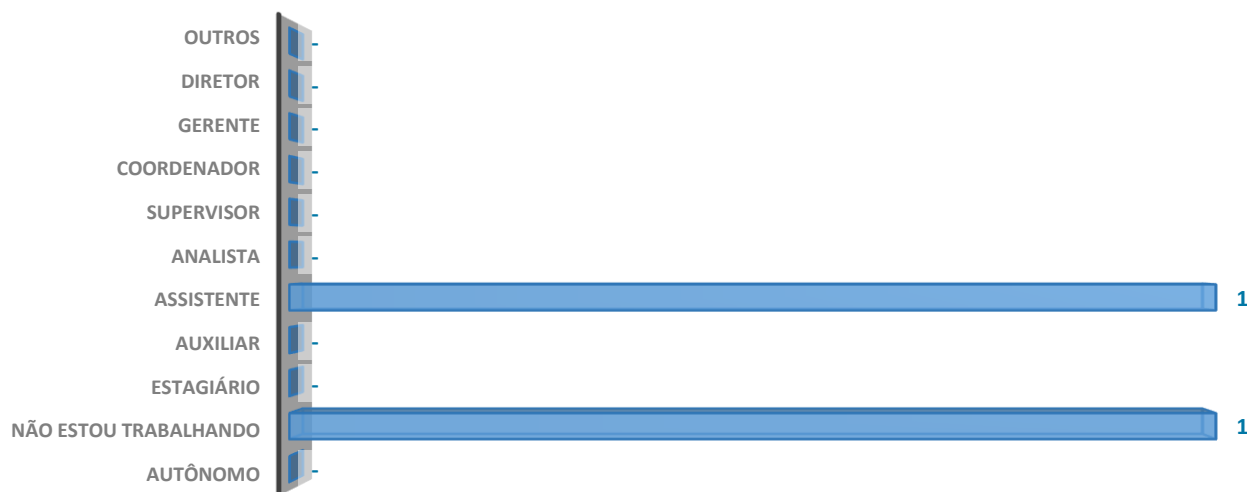 OUTROS -
DIRETOR -
GERENTE -
COORDENADOR -
SUPERVISOR -
ANALISTA -
ASSISTENTE 1
AUXILIAR -
ESTAGIÁRIO -
NÃO ESTOU TRABALHANDO 1
AUTÔNOMO -